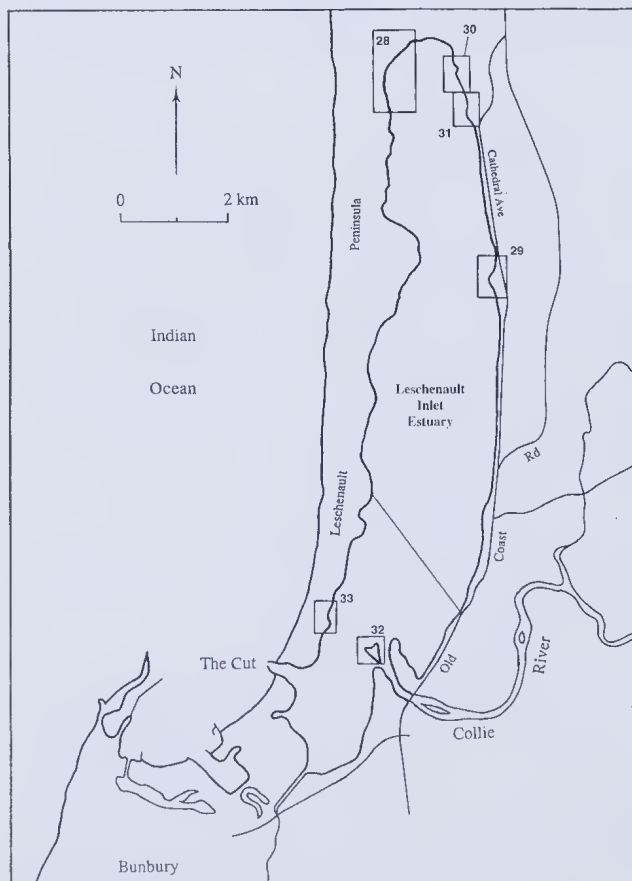 30
28
N
31
Cathedral Ave
0 2 km
Peninsula
29
Indian
Ocean
Leschenault
Inlet
Estuary
Rd
Leschenault
Coast
33
32
The Cut
Old
River
Collie
Bunbury